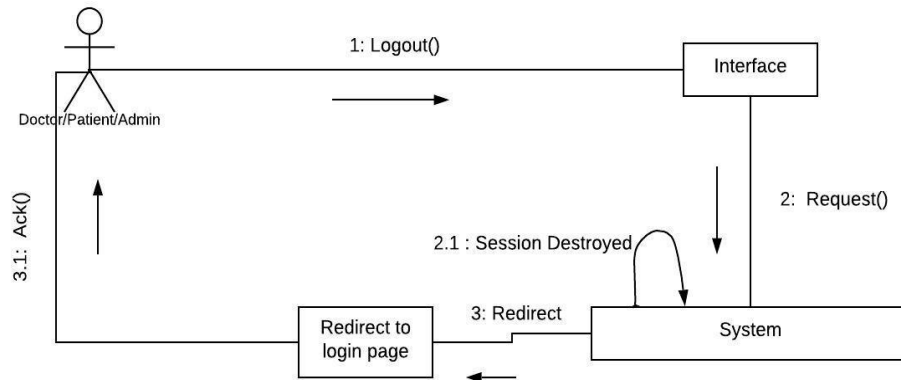 1: Logout()
Interface
Doctor/Patient/Admin
3.1: Ack()
2: Request()
2.1 : Session Destroyed
3: Redirect
Redirect to
login page
System